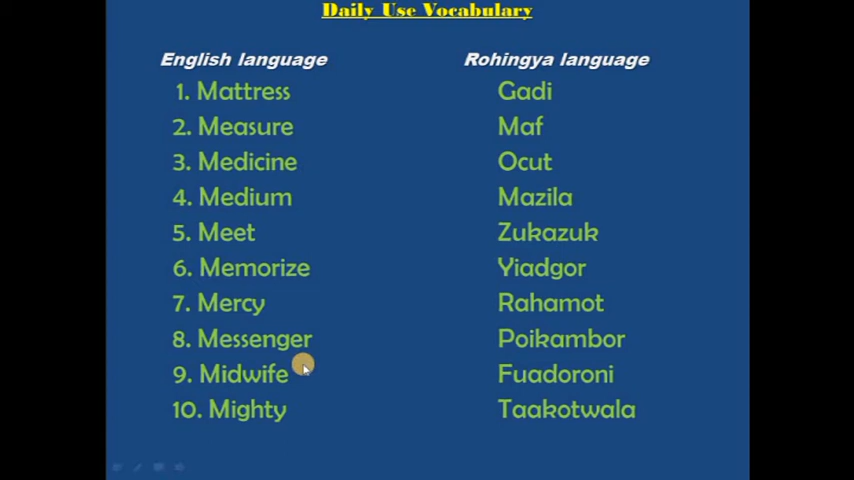 Daily Use Vocabulary
English language Rohingya language
1. Mattress Gadi
2. Measure Maf
3. Medicine Ocut
4. Medium Mazila
5. Meet Zukazuk
6. Memorize Yiadgor
7. Mercy Rahamot
8. Messenger Poikambor
9. Midwife Fuadoroni
10. Mighty Taakotwala